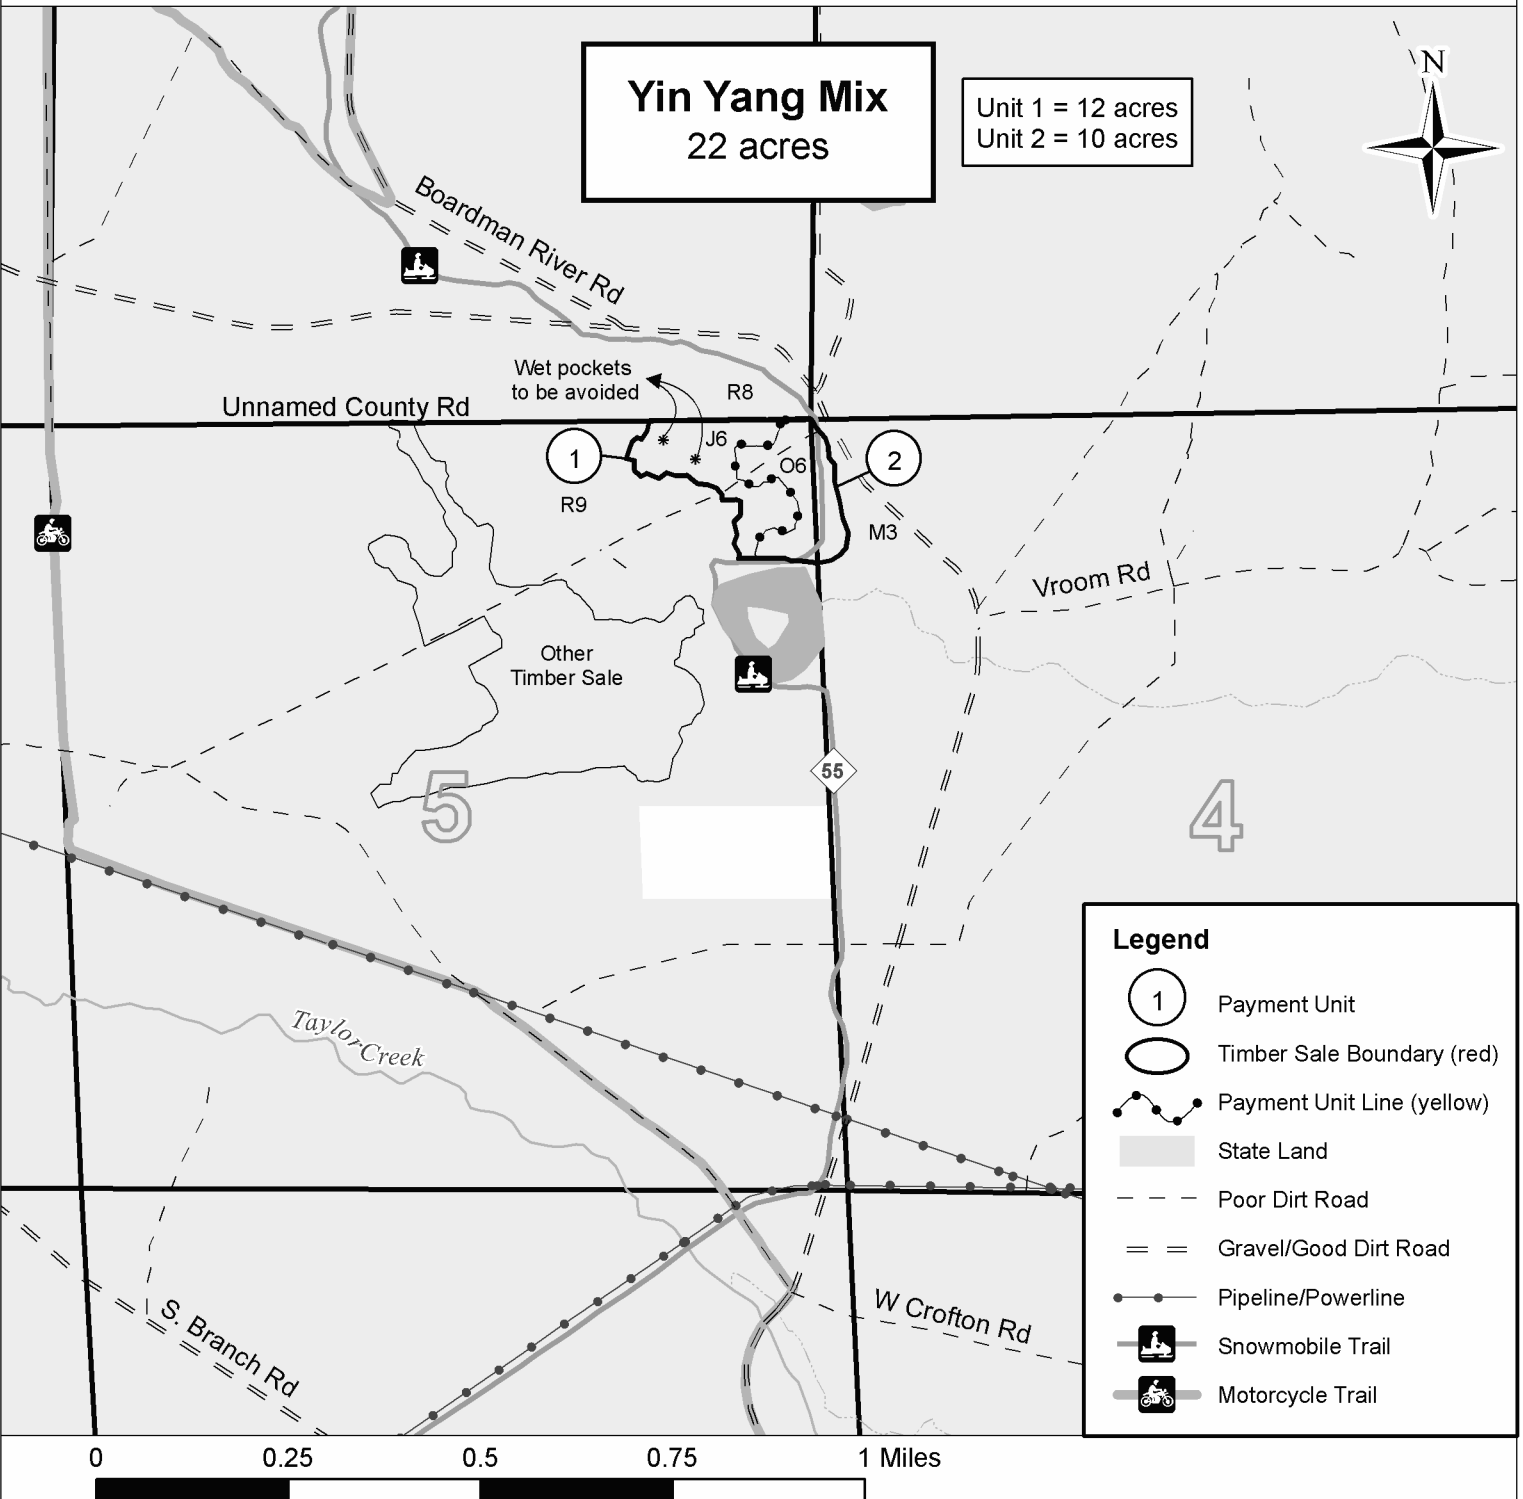 Yin Yang Mix
22 acres
Unit 1 = 12 acres
Unit 2 = 10 acres
N
Boardman River Rd
Wet pockets
to be avoided
R8
Unnamed County Rd
J6
1
O6
2
R9
M3
Vroom Rd
Other
Timber Sale
55
5
4
Taylor Creek
W Crofton Rd
S. Branch Rd
Legend
1
Payment Unit
Timber Sale Boundary (red)
Payment Unit Line (yellow)
State Land
Poor Dirt Road
Gravel/Good Dirt Road
Pipeline/Powerline
Snowmobile Trail
Motorcycle Trail
0 0.25 0.5 0.75 1 Miles